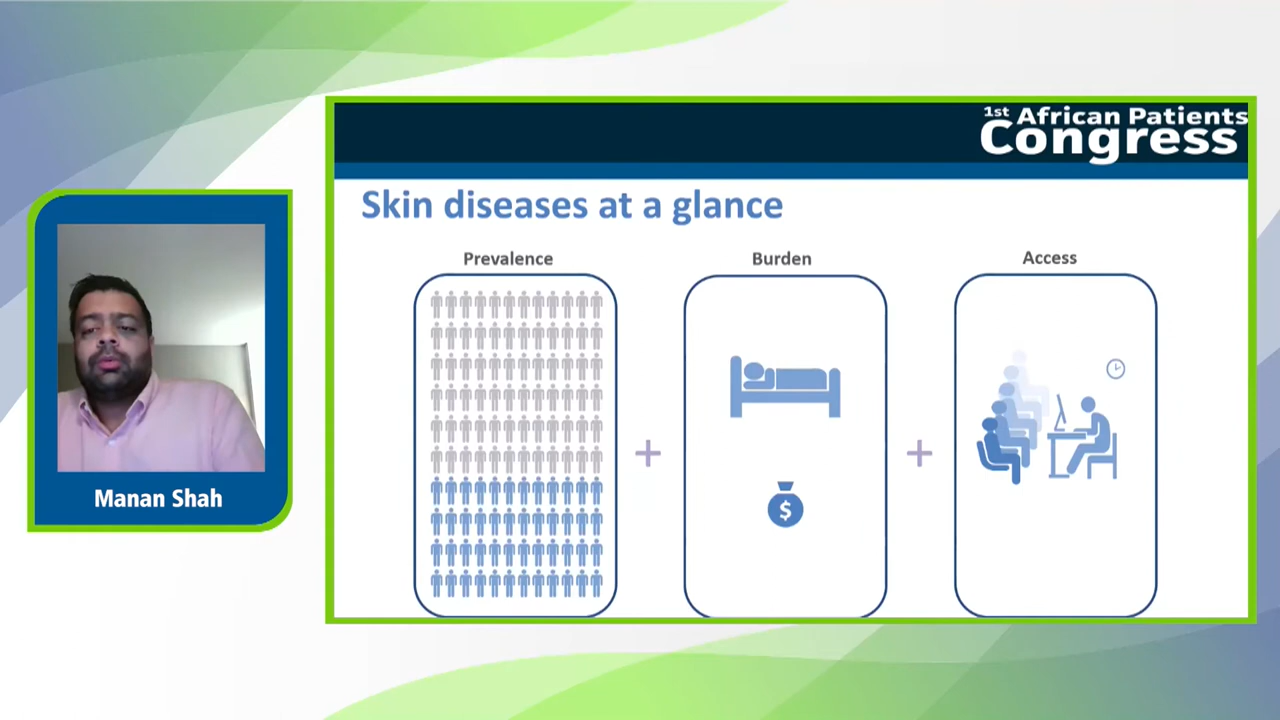 1st African Patients
Congress
Skin diseases at a glance
Prevalence
Burden
Access
+
+
$
Manan Shah